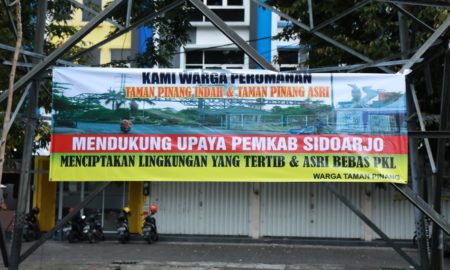 KAMI WARGA PERUMAHAN
TAMAN PINANG INDAH & TAMAN PINANG ASRI
MENDUKUNG UPAYA PEMKAB SIDOARJO
MENCIPTAKAN LINGKUNGAN YANG TERTIB & ASRI BEBAS PKL
WARGA TAMAN PINANG